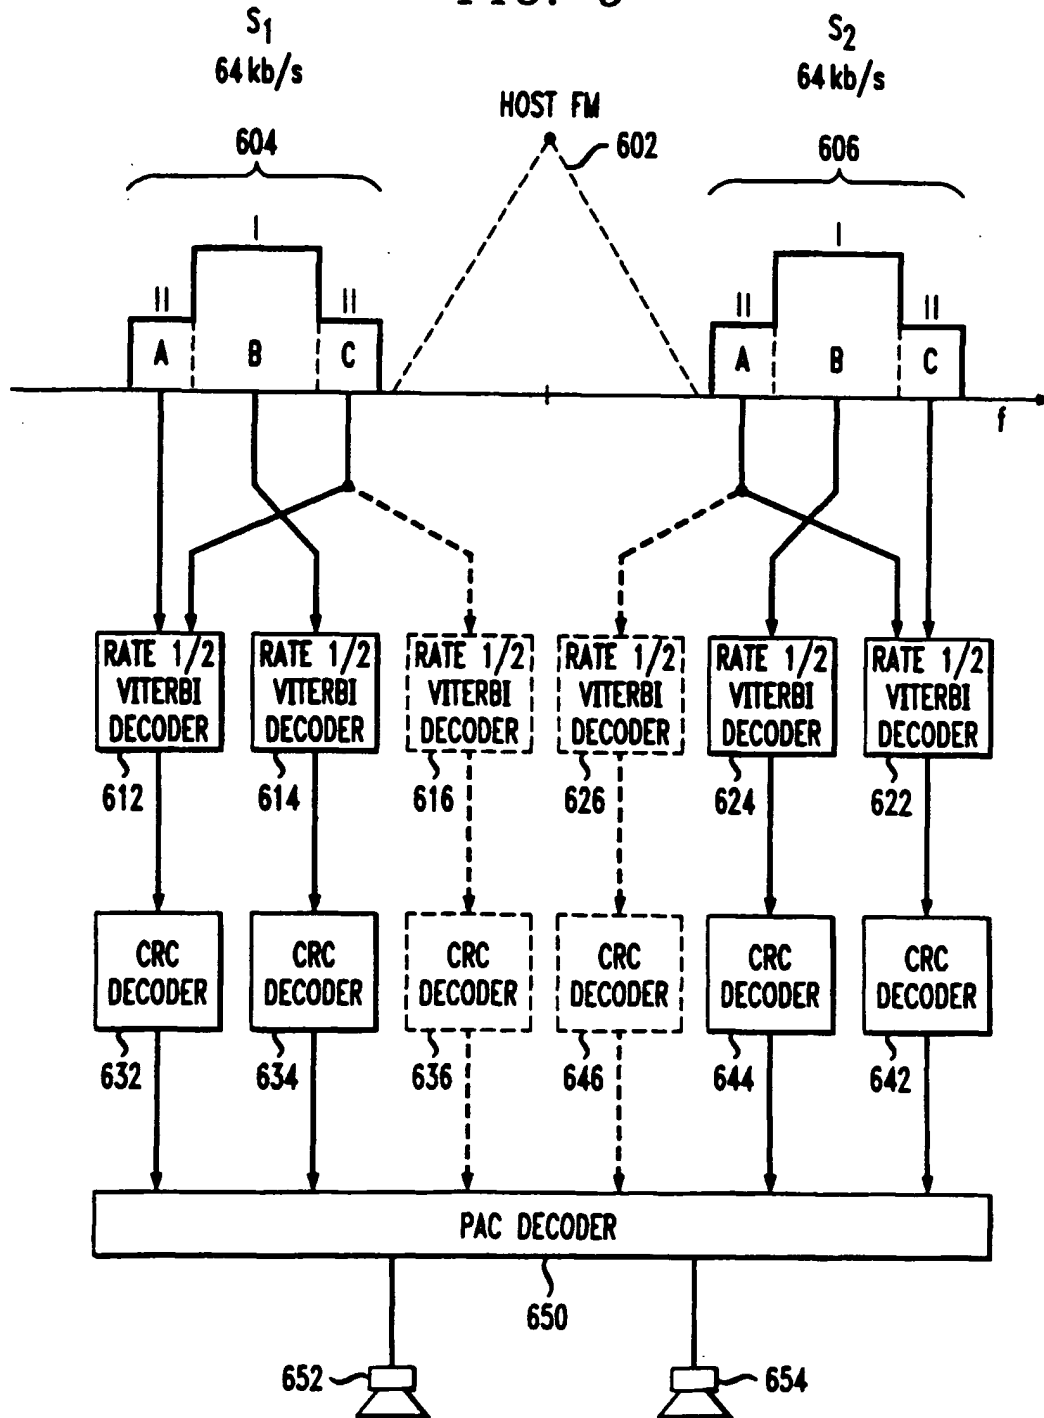 S1
64 kb/s
604
HOST FM
602
S2
64 kb/s
606
I
II
II
A
B
C
I
II
II
A
B
C
f
RATE 1/2
VITERBI
DECODER
612
RATE 1/2
VITERBI
DECODER
614
RATE 1/2
VITERBI
DECODER
616
RATE 1/2
VITERBI
DECODER
626
RATE 1/2
VITERBI
DECODER
624
RATE 1/2
VITERBI
DECODER
622
CRC
DECODER
632
CRC
DECODER
634
CRC
DECODER
636
CRC
DECODER
646
CRC
DECODER
644
CRC
DECODER
642
PAC DECODER
650
652
654